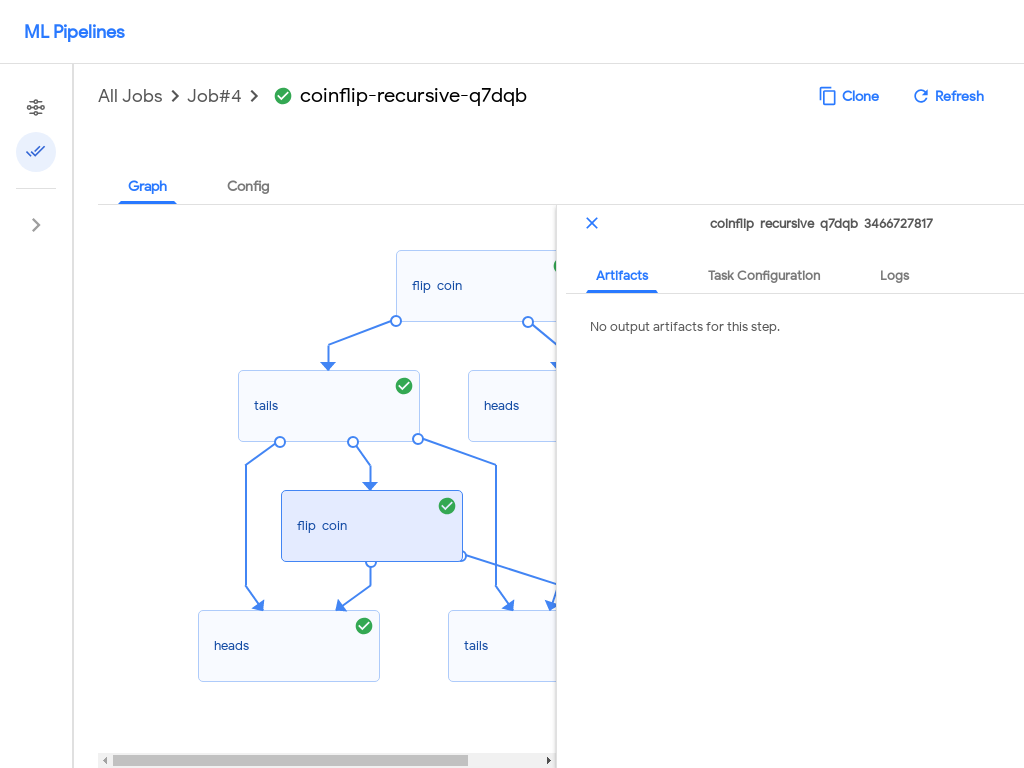 ML Pipelines
All Jobs > Job#4 > coinflip-recursive-q7dqb
Clone
Refresh
Graph
Config
coinflip recursive q7dqb 3466727817
Artifacts
Task Configuration
Logs
No output artifacts for this step.
flip coin
tails
heads
flip coin
heads
tails